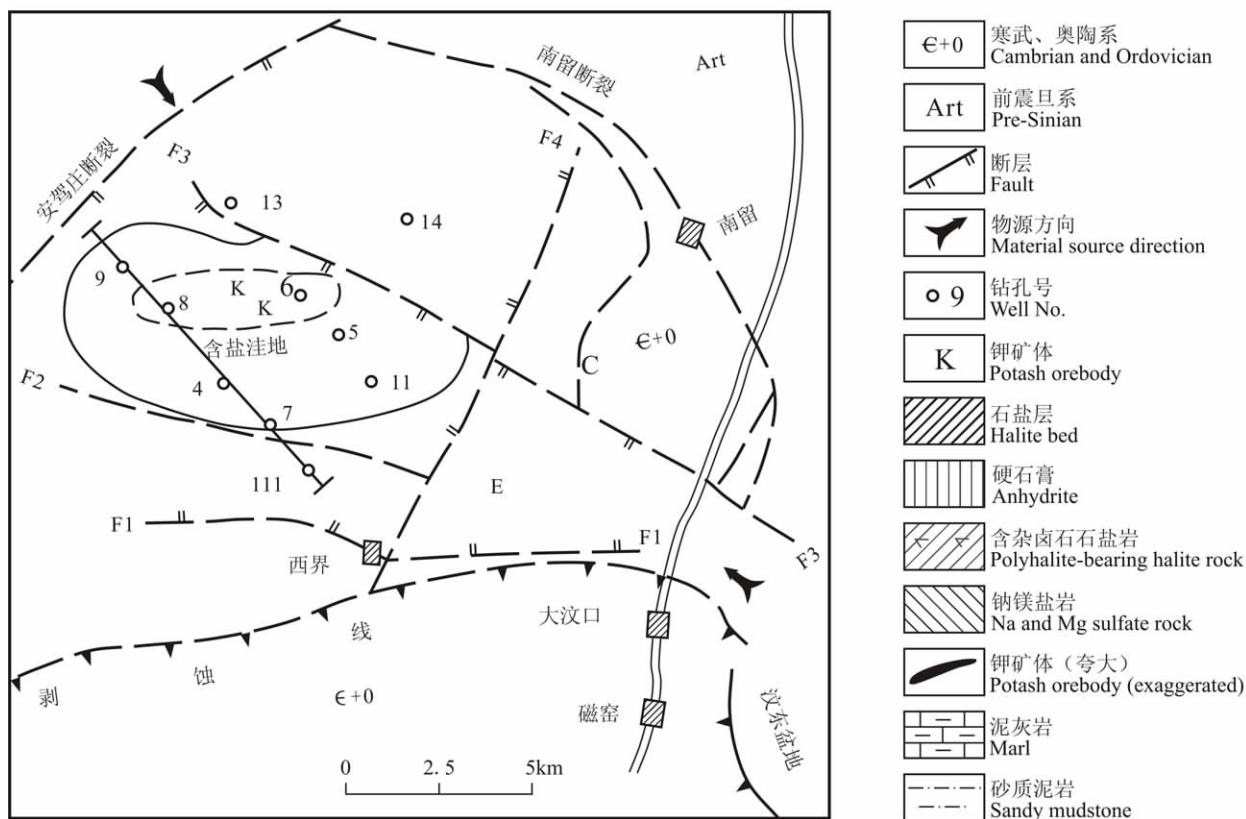 南留断裂
Art
安驾庄断裂
F3
F4
13
14
南留
9
8
K
K
6
5
含盐洼地
Є+0
C
F2
4
11
7
111
E
F1
F1
F3
西界
大汶口
剥
蚀
线
Є+0
磁窑
汶东盆地
0
2.5
5km
Є+0
寒武、奥陶系
Cambrian and Ordovician
Art
前震旦系
Pre-Sinian
断层
Fault
物源方向
Material source direction
9
钻孔号
Well No.
K
钾矿体
Potash orebody
石盐层
Halite bed
硬石膏
Anhydrite
含杂卤石石盐岩
Polyhalite-bearing halite rock
钠镁盐岩
Na and Mg sulfate rock
钾矿体（夸大）
Potash orebody (exaggerated)
泥灰岩
Marl
砂质泥岩
Sandy mudstone